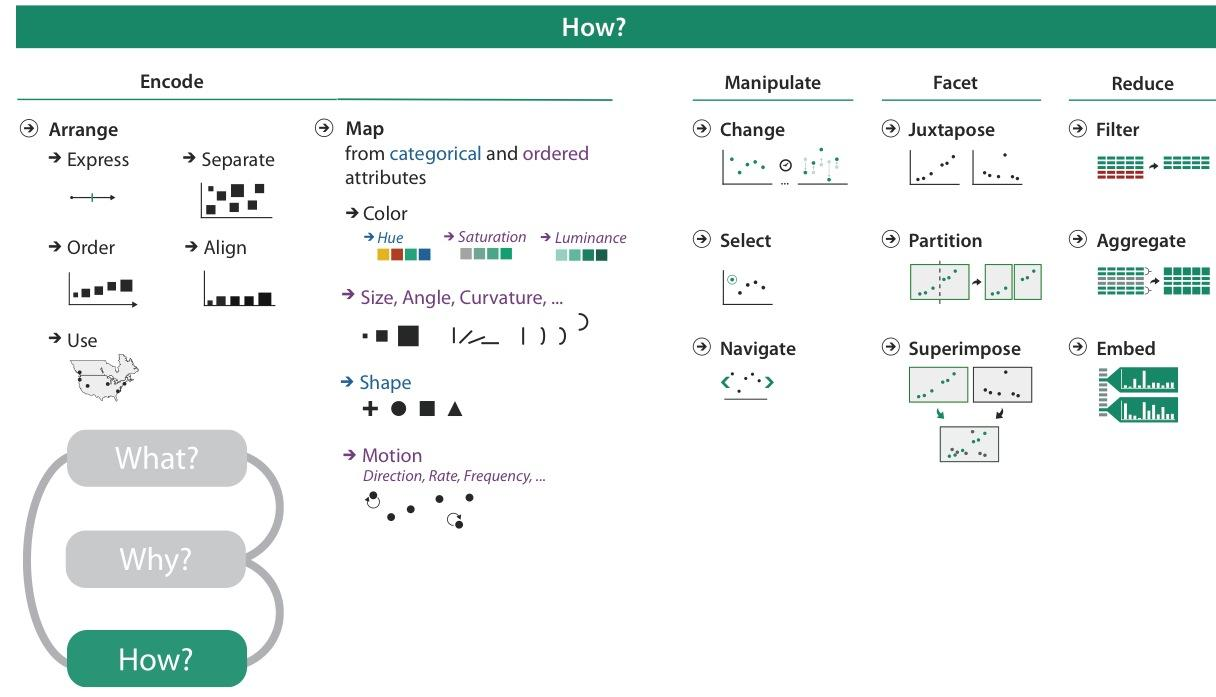 How?
Encode
Arrange
Express
Separate
Order
Align
Use
Map
from categorical and ordered
attributes
Color
Hue
Saturation
Luminance
Size, Angle, Curvature, ...
Shape
Motion
Direction, Rate, Frequency, ...
Manipulate
Change
...
Select
Navigate
Facet
Juxtapose
Partition
Superimpose
Reduce
Filter
Aggregate
Embed
What?
Why?
How?